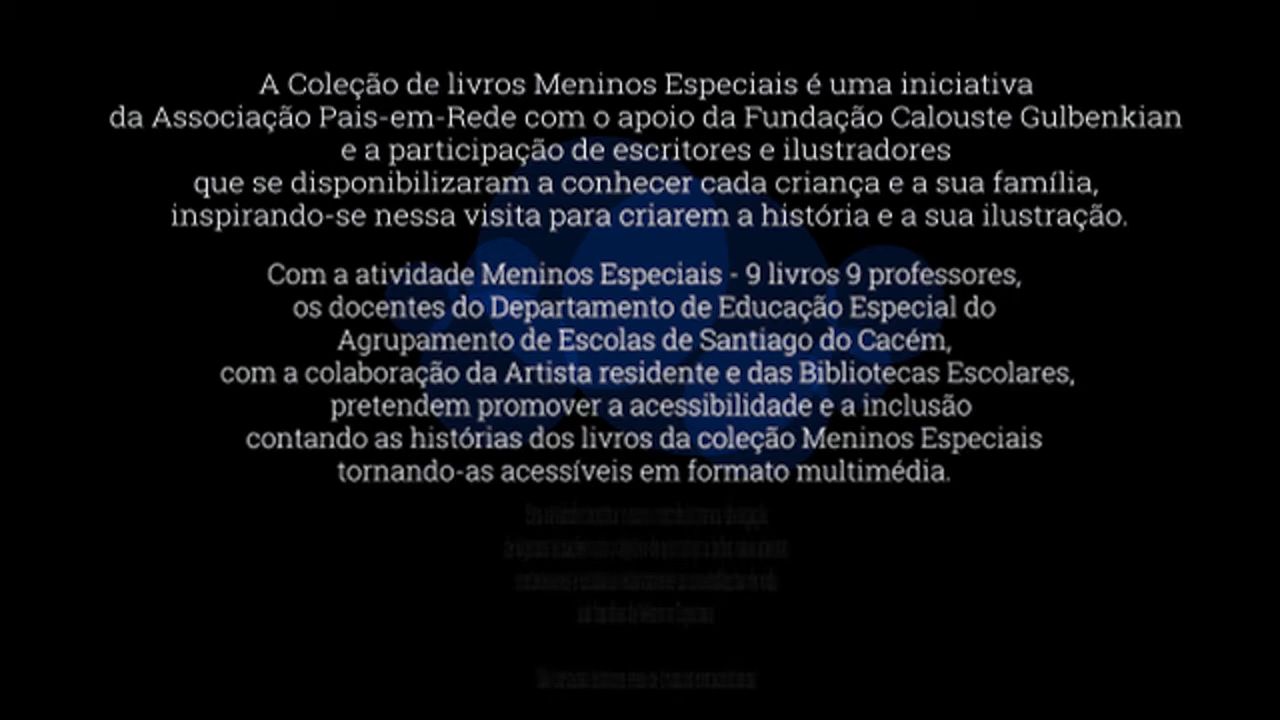 A Coleção de livros Meninos Especiais é uma iniciativa
da Associação Pais-em-Rede com o apoio da Fundação Calouste Gulbenkian
e a participação de escritores e ilustradores
que se disponibilizaram a conhecer cada criança e a sua família,
inspirando-se nessa visita para criarem a história e a sua ilustração.
Com a atividade Meninos Especiais - 9 livros 9 professores,
os docentes do Departamento de Educação Especial do
Agrupamento de Escolas de Santiago do Cacém,
com a colaboração da Artista residente e das Bibliotecas Escolares,
pretendem promover a acessibilidade e a inclusão
contando as histórias dos livros da coleção Meninos Especiais
tornando-as acessíveis em formato multimédia.